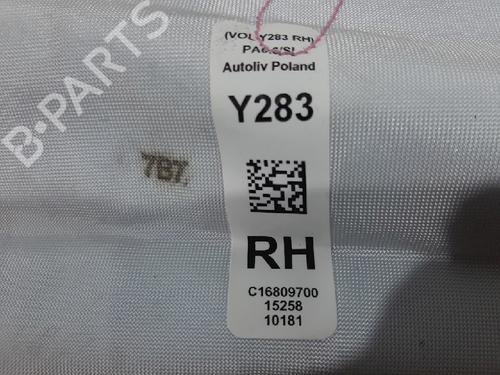 B-PARTS
(VOL Y283 RH)
PA6.6/SI
Autoliv Poland
Y283
7B7
RH
C16809700
15258
10181